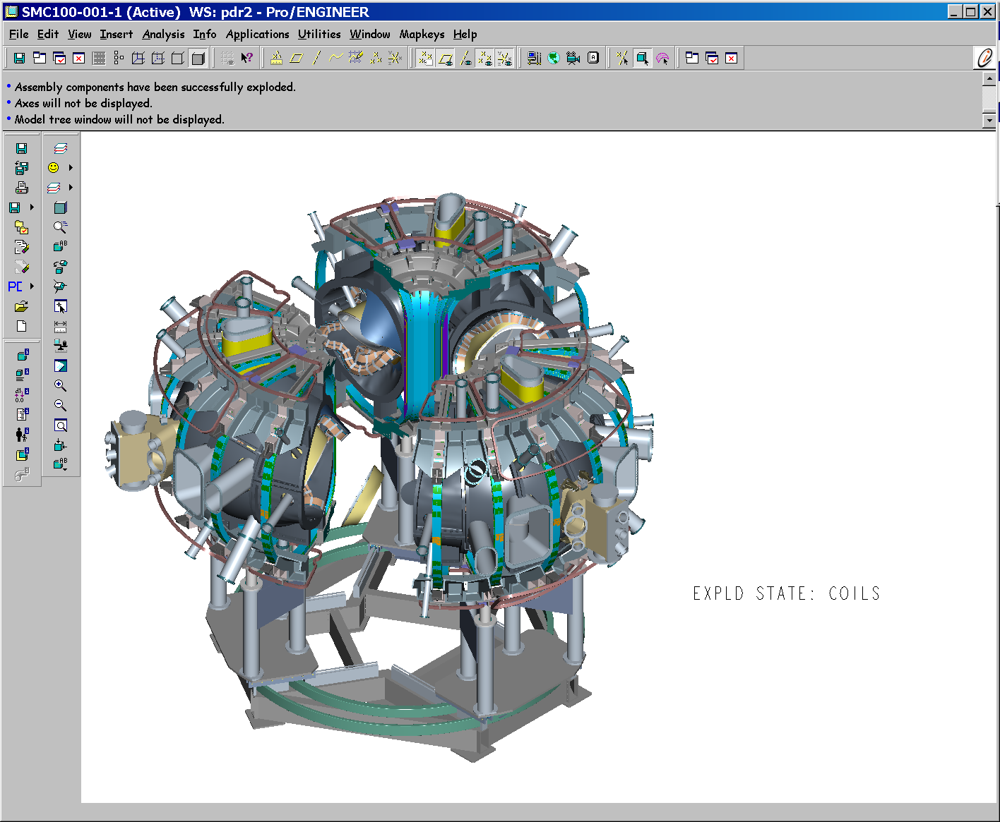 SMC100-001-1 (Active) WS: pdr2 - Pro/ENGINEER
File Edit View Insert Analysis Info Applications Utilities Window Mapkeys Help
• Assembly components have been successfully exploded.
• Axes will not be displayed.
• Model tree window will not be displayed.
EXPLD STATE: COILS